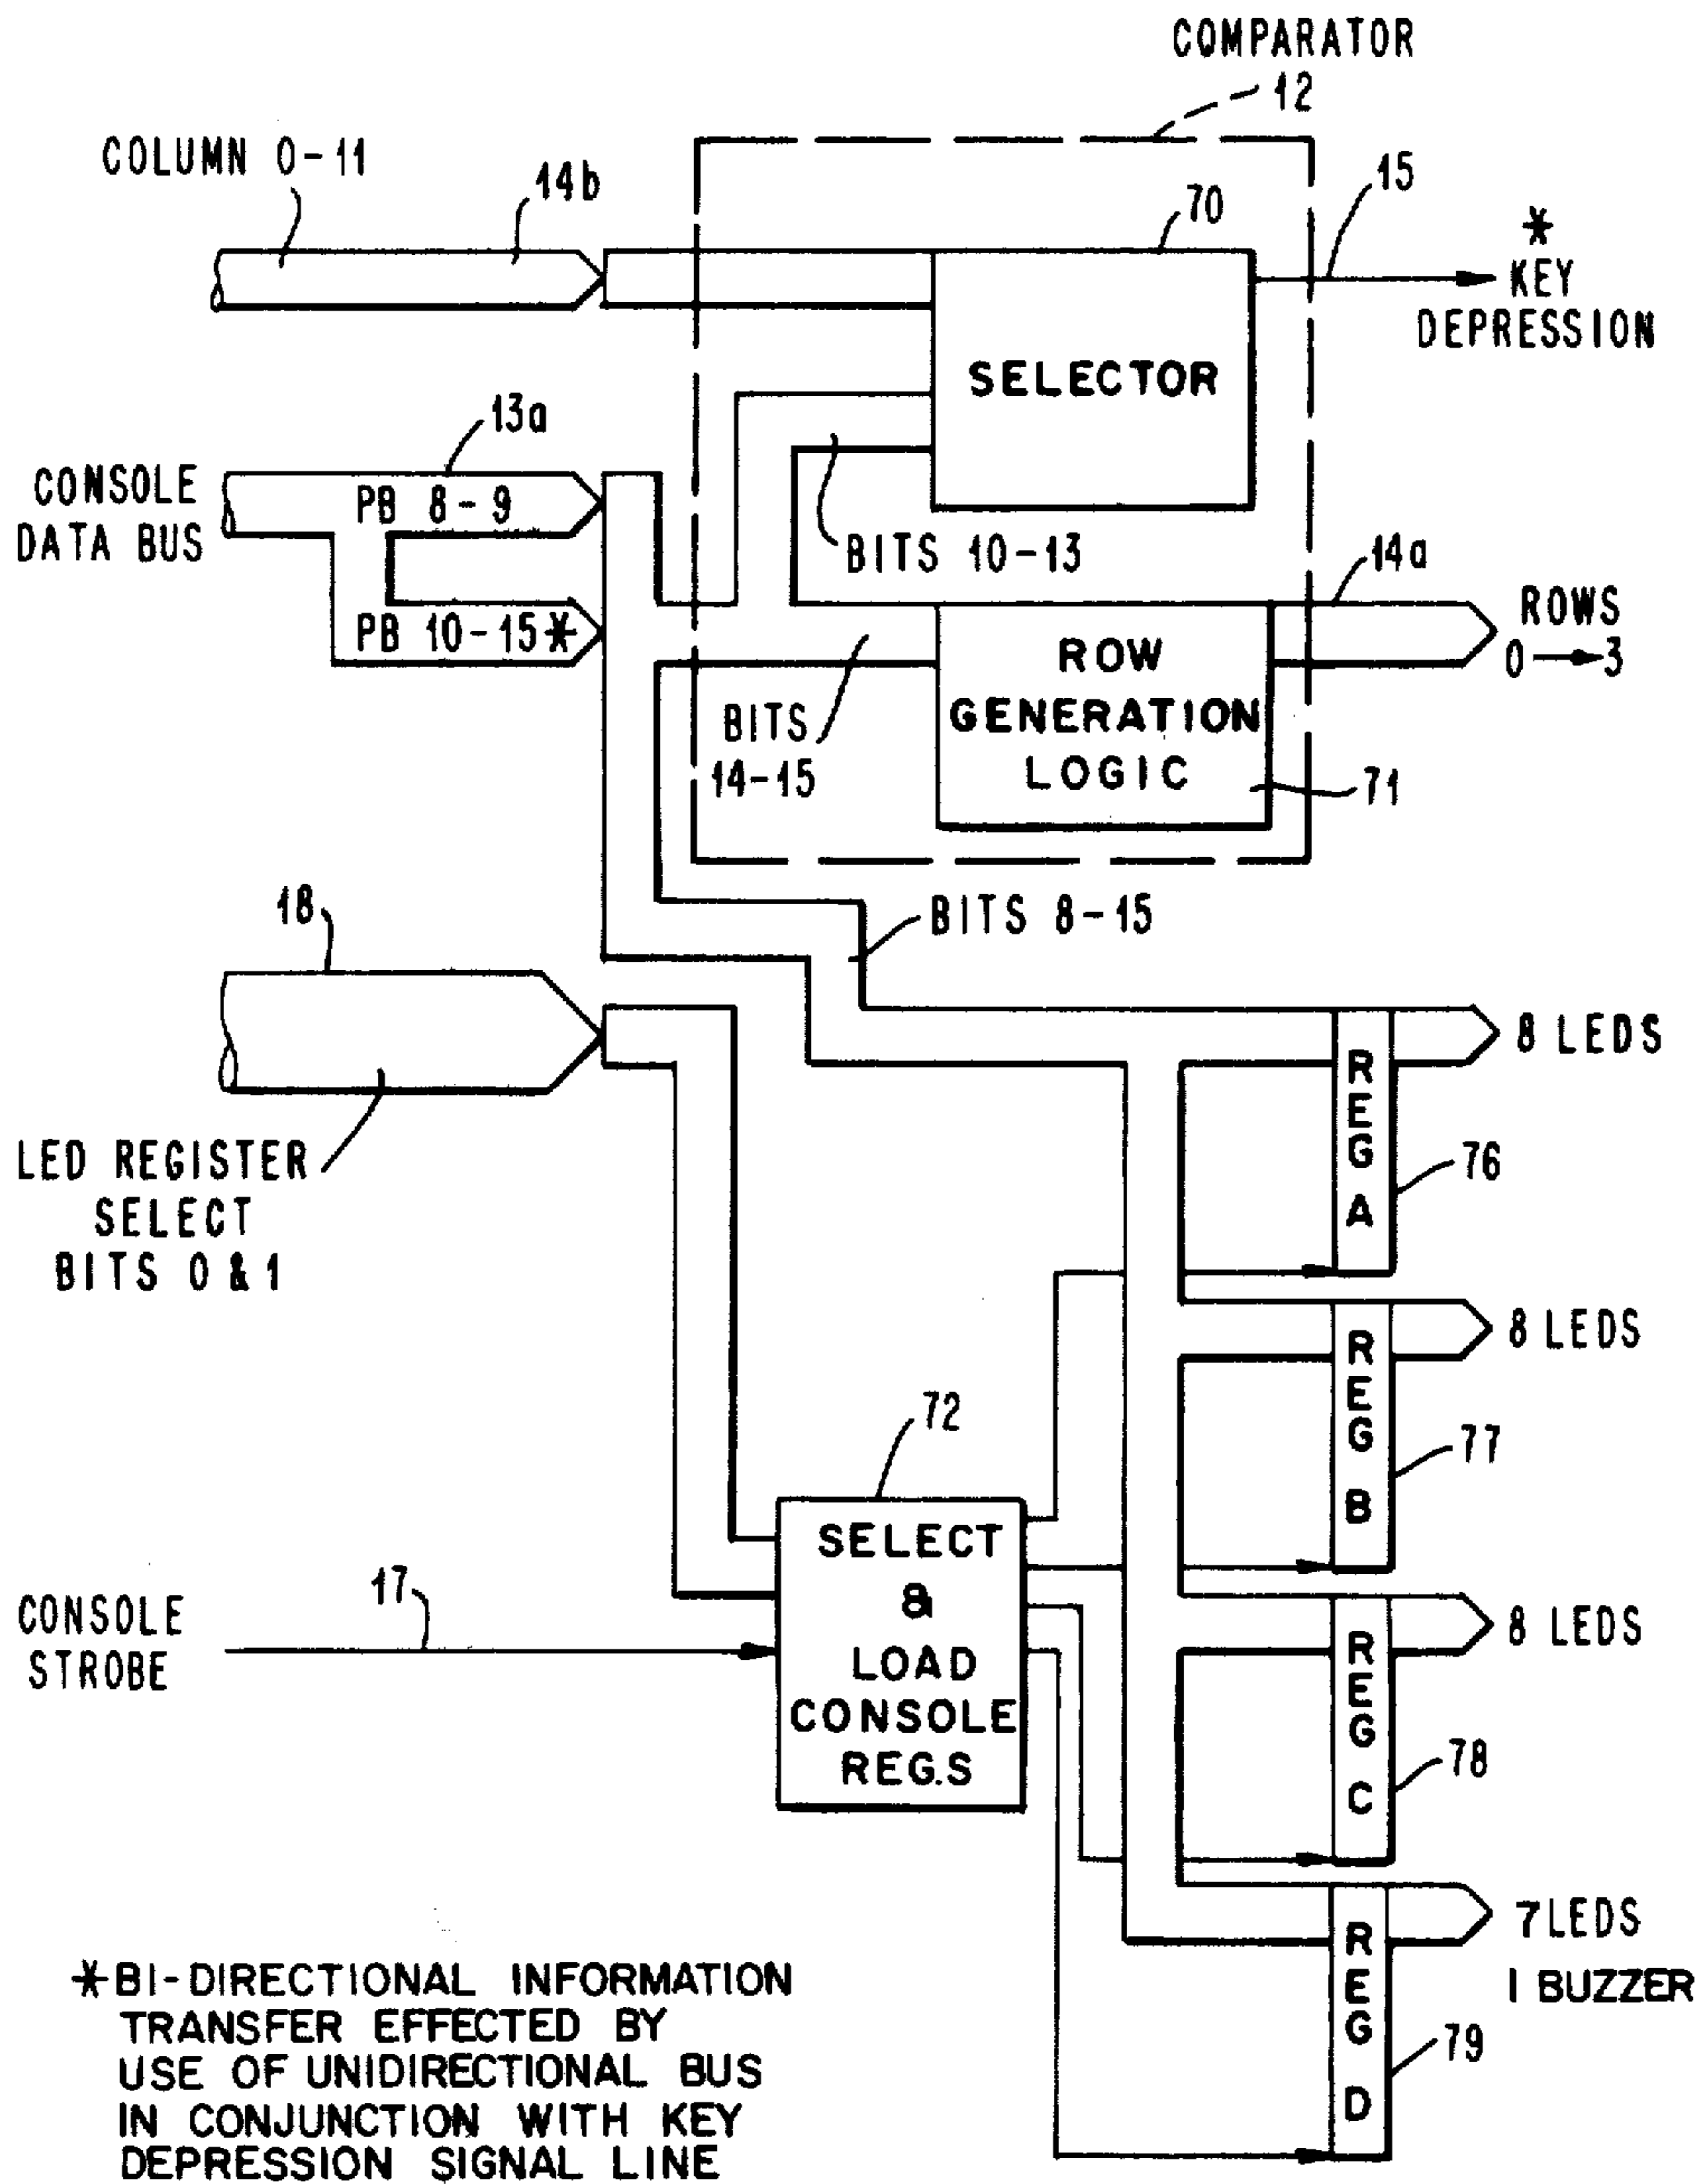 COMPARATOR
12
COLUMN 0-11
14b
70
15
*
KEY
DEPRESSION
SELECTOR
13a
CONSOLE
DATA BUS
PB 8-9
PB 10-15*
BITS 10-13
14a
ROWS
0→3
ROW
GENERATION
LOGIC
BITS
14-15
71
18
BITS 8-15
8 LEDS
REG A
76
LED REGISTER
SELECT
BITS 0 & 1
8 LEDS
REG B
77
72
SELECT
&
LOAD
CONSOLE
REG.S
17
CONSOLE
STROBE
8 LEDS
REG C
78
7 LEDS
1 BUZZER
REG D
79
*BI-DIRECTIONAL INFORMATION
TRANSFER EFFECTED BY
USE OF UNIDIRECTIONAL BUS
IN CONJUNCTION WITH KEY
DEPRESSION SIGNAL LINE